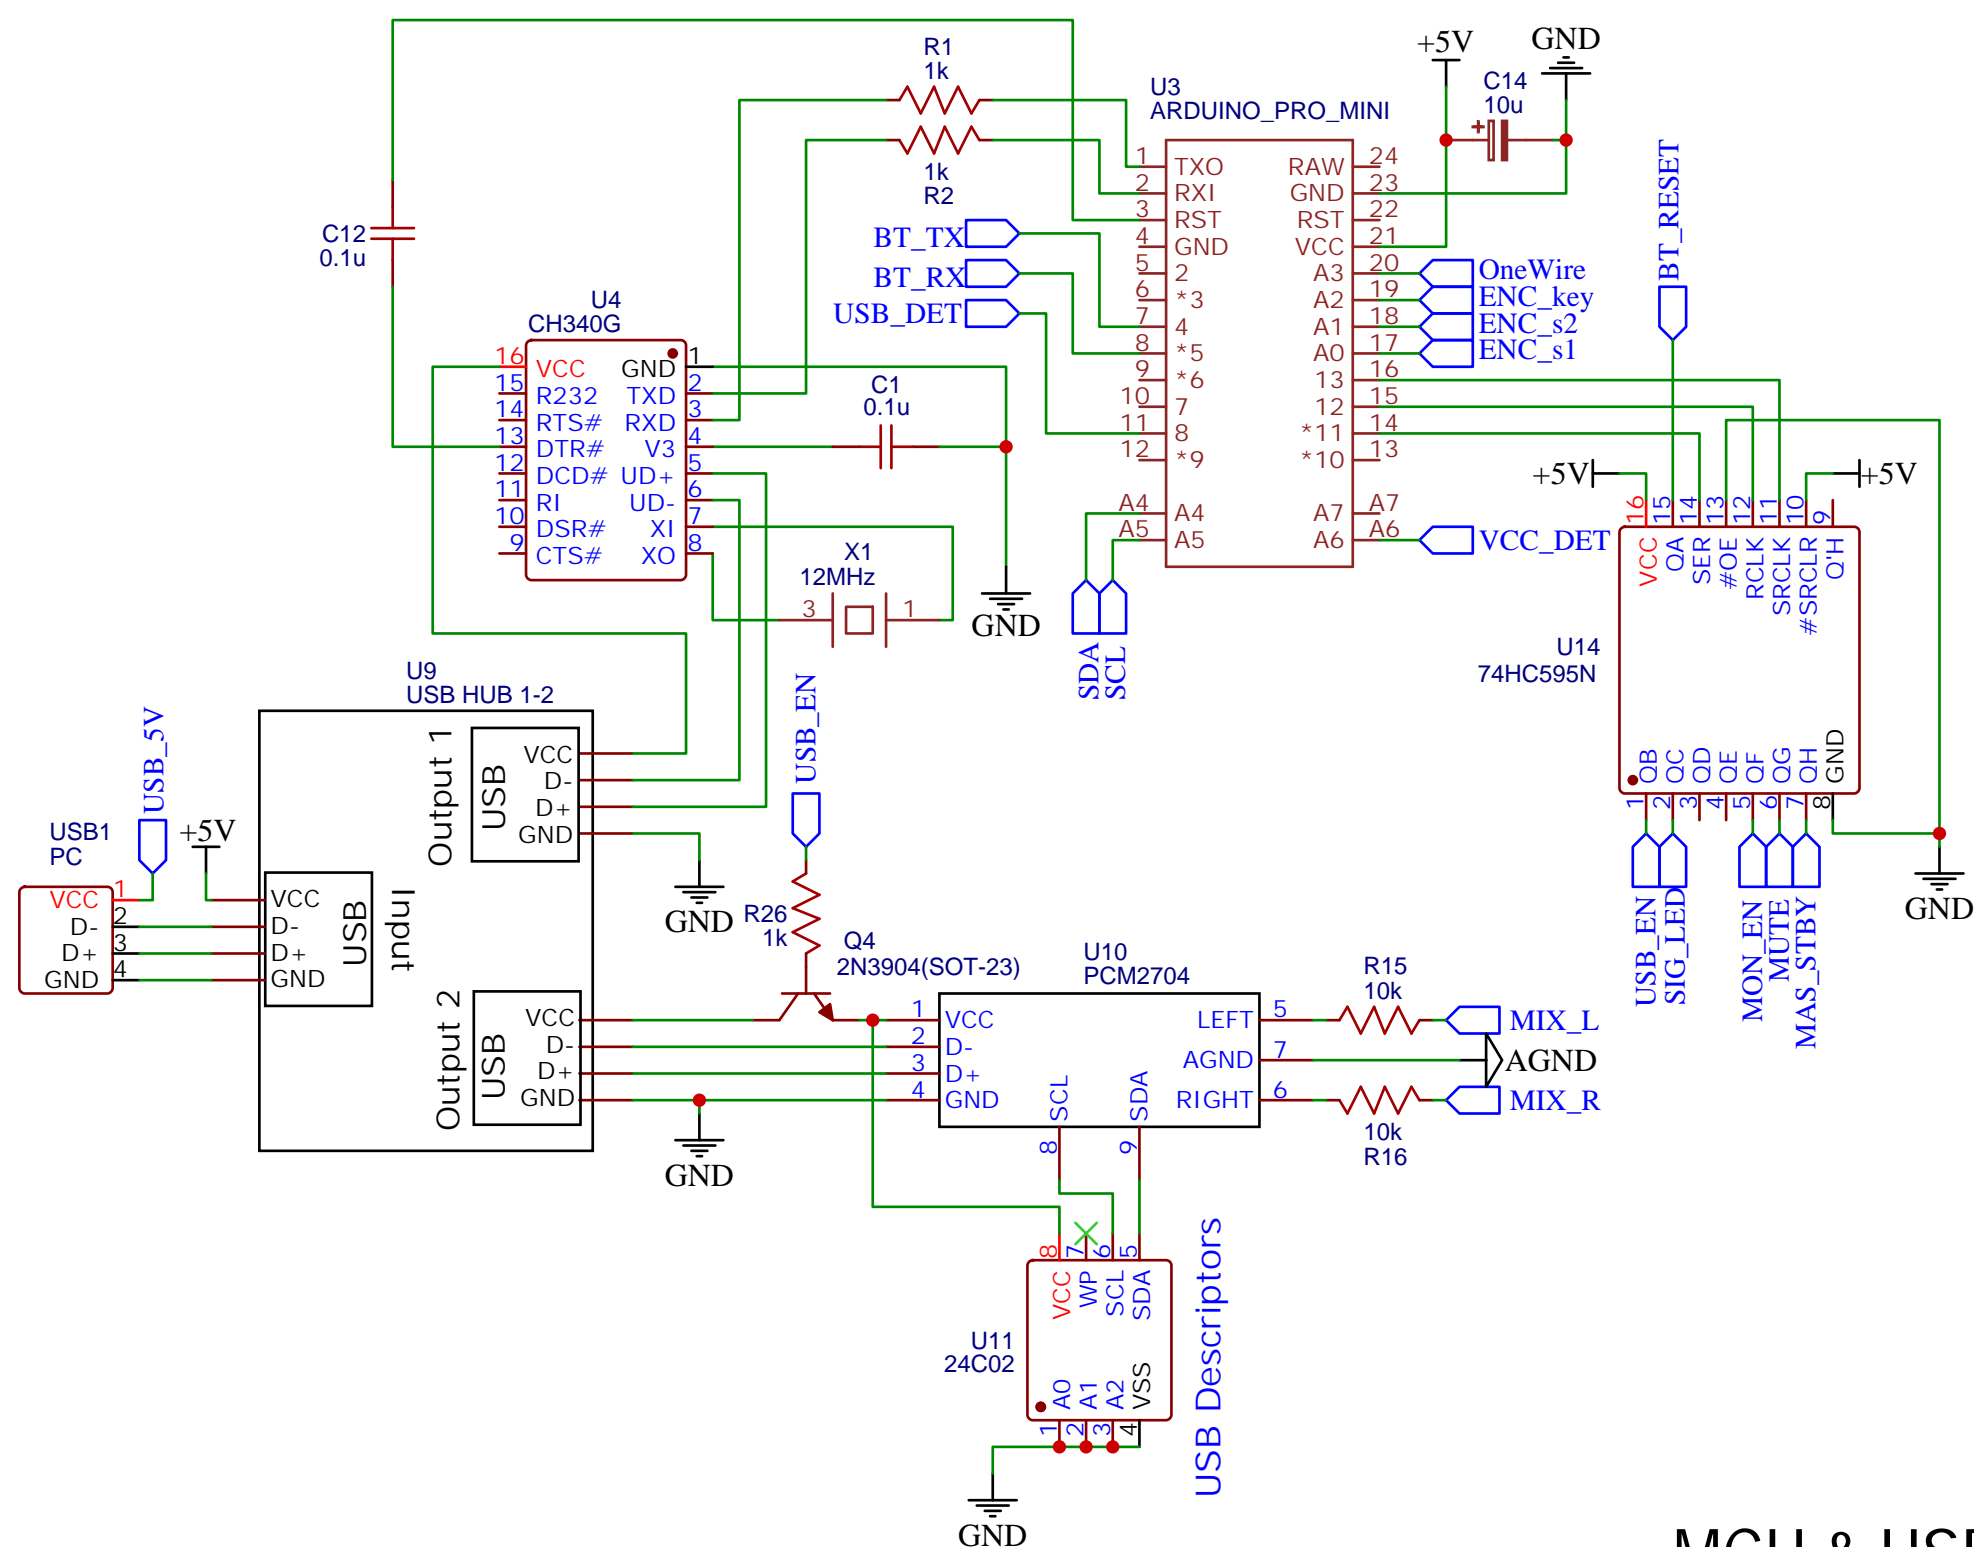 R1
1k
1k
R2
C12
0.1u
U4
CH340G
16 VCC GND 1
15 R232 TXD 2
14 RTS# RXD 3
13 DTR# V3 4
12 DCD# UD+ 5
11 RI UD- 6
10 DSR# XI 7
9 CTS# XO 8
C1
0.1u
X1
12MHz
3 1
GND
BT_TX
BT_RX
USB_DET
U3
ARDUINO_PRO_MINI
1 TXO RAW 24
2 RXI GND 23
3 RST RST 22
4 GND VCC 21
5 2 A3 20
6 *3 A2 19
7 4 A1 18
8 *5 A0 17
9 *6 13 16
10 7 12 15
11 8 *11 14
12 *9 *10 13
A4 A4 A7 A7
A5 A5 A6 A6
SDA
SCL
+5V
GND
C14
10u
OneWire
ENC_key
ENC_s2
ENC_s1
VCC_DET
BT_RESET
+5V
+5V
16 15 14 13 12 11 10 9
VCC QA SER #OE RCLK SRCLK #SRCLR Q'H
U14
74HC595N
QB QC QD QE QF QG QH GND
1 2 3 4 5 6 7 8
USB_EN
SIG_LED
MON_EN
MUTE
MAS_STBY
GND
U9
USB HUB 1-2
Output 1
USB
VCC
D-
D+
GND
GND
USB_5V
+5V
USB1
PC
VCC 1
D- 2
D+ 3
GND 4
VCC
D-
D+
GND
USB
Input
Output 2
USB
VCC
D-
D+
GND
GND
USB_EN
R26
1k
Q4
2N3904(SOT-23)
U10
PCM2704
1 VCC LEFT 5
2 D-
3 D+ AGND 7
4 GND RIGHT 6
SCL SDA
8 9
R15
10k
MIX_L
AGND
MIX_R
10k
R16
8 7 6 5
VCC WP SCL SDA
U11
24C02
A0 A1 A2 VSS
1 2 3 4
GND
USB Descriptors